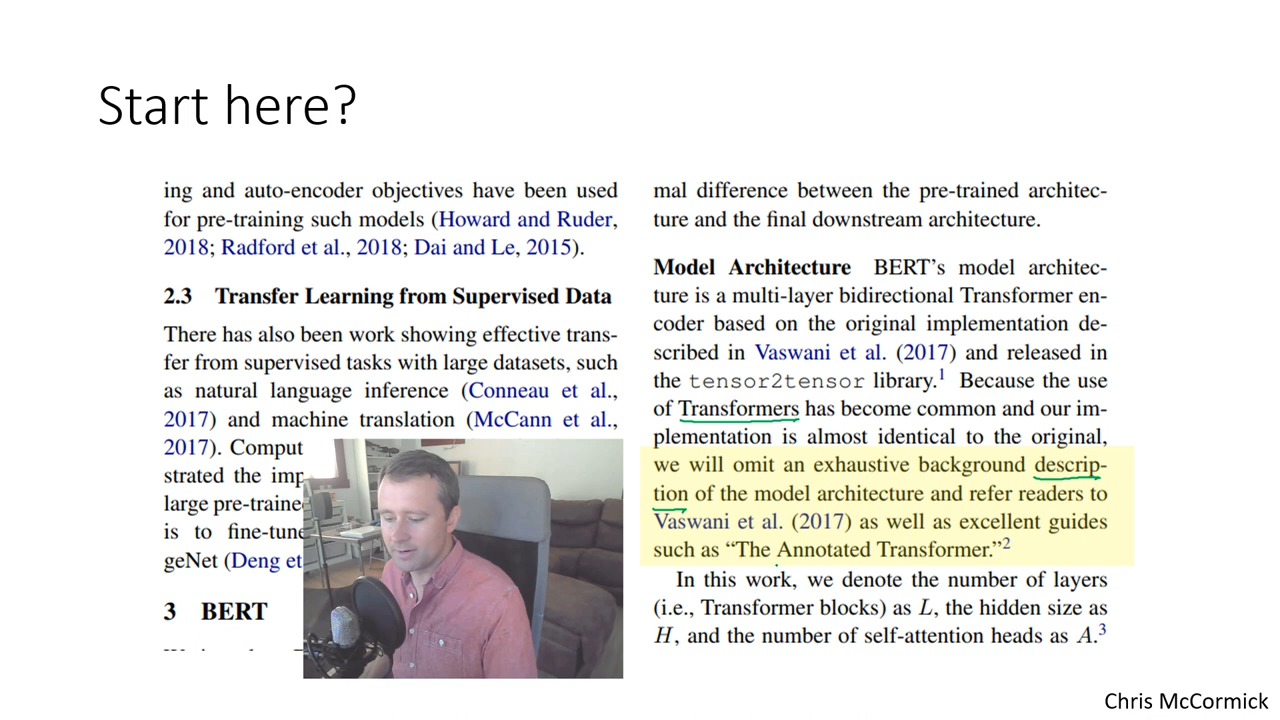 Start here?
ing and auto-encoder objectives have been used
for pre-training such models (Howard and Ruder,
2018; Radford et al., 2018; Dai and Le, 2015).
2.3 Transfer Learning from Supervised Data
There has also been work showing effective trans-
fer from supervised tasks with large datasets, such
as natural language inference (Conneau et al.,
2017) and machine translation (McCann et al.,
2017). Comput
strated the imp
large pre-traine
is to fine-tune
geNet (Deng et
3 BERT
mal difference between the pre-trained architec-
ture and the final downstream architecture.
Model Architecture BERT's model architec-
ture is a multi-layer bidirectional Transformer en-
coder based on the original implementation de-
scribed in Vaswani et al. (2017) and released in
the tensor2tensor library.1 Because the use
of Transformers has become common and our im-
plementation is almost identical to the original,
we will omit an exhaustive background descrip-
tion of the model architecture and refer readers to
Vaswani et al. (2017) as well as excellent guides
such as “The Annotated Transformer.”2
In this work, we denote the number of layers
(i.e., Transformer blocks) as L, the hidden size as
H, and the number of self-attention heads as A.3
Chris McCormick